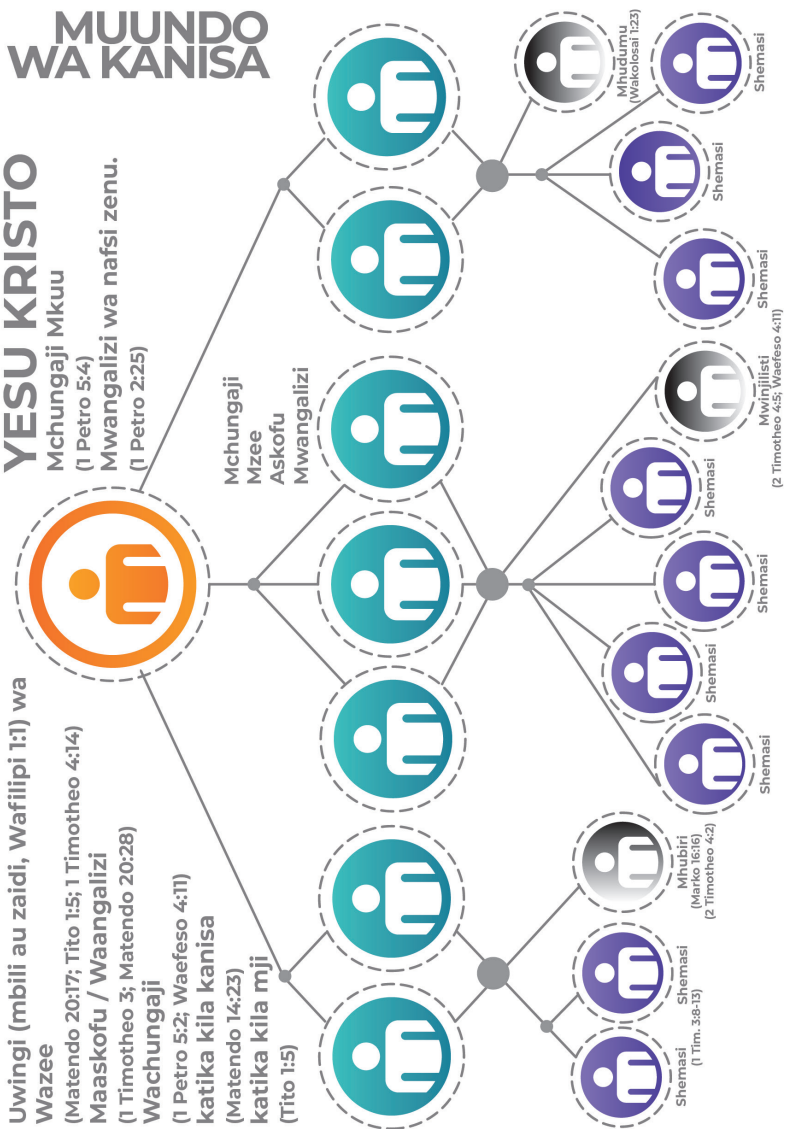 MUUNDO
WA KANISA
YESU KRISTO
Mchungaji Mkuu
(1 Petro 5:4)
Mwangalizi wa nafsi zenu.
(1 Petro 2:25)
Uwingi (mbili au zaidi, Wafilipi 1:1) wa
Wazee
(Matendo 20:17; Tito 1:5; 1 Timotheo 4:14)
Maaskofu / Waangalizi
(1 Timotheo 3; Matendo 20:28)
Wachungaji
(1 Petro 5:2; Waefeso 4:11)
katika kila kanisa
(Matendo 14:23)
katika kila mji
(Tito 1:5)
Mchungaji
Mzee
Askofu
Mwangalizi
Shemasi
Shemasi
(1 Tim. 3:8-13)
Mhubiri
(Marko 16:16)
(2 Timotheo 4:2)
Shemasi
Shemasi
Shemasi
Shemasi
Mwinjilisti
(2 Timotheo 4:5; Waefeso 4:11)
Shemasi
Shemasi
Shemasi
Mhudumu
(Wakolosai 1:23)